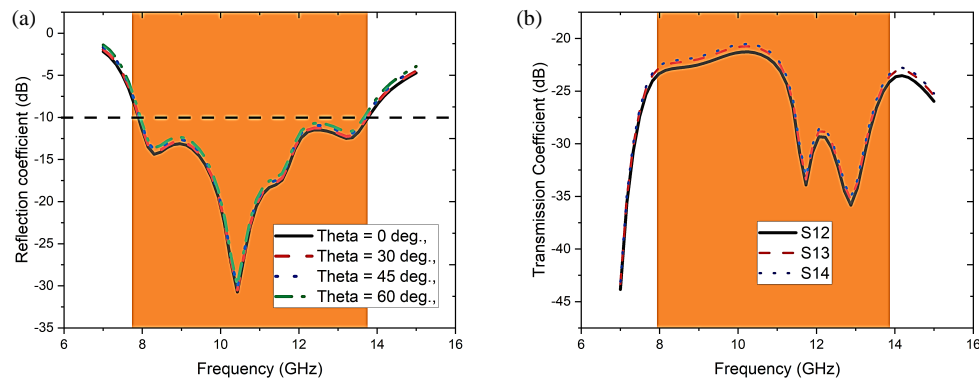 (a)
0
-5
-10
-15
-20
-25
-30
-35
Reflection coefficient (dB)
Theta = 0 deg.,
Theta = 30 deg.,
Theta = 45 deg.,
Theta = 60 deg.,
6 8 10 12 14 16
Frequency (GHz)
(b)
-20
-25
-30
-35
-40
-45
Transmission Coefficient (dB)
S12
S13
S14
6 8 10 12 14 16
Frequency (GHz)